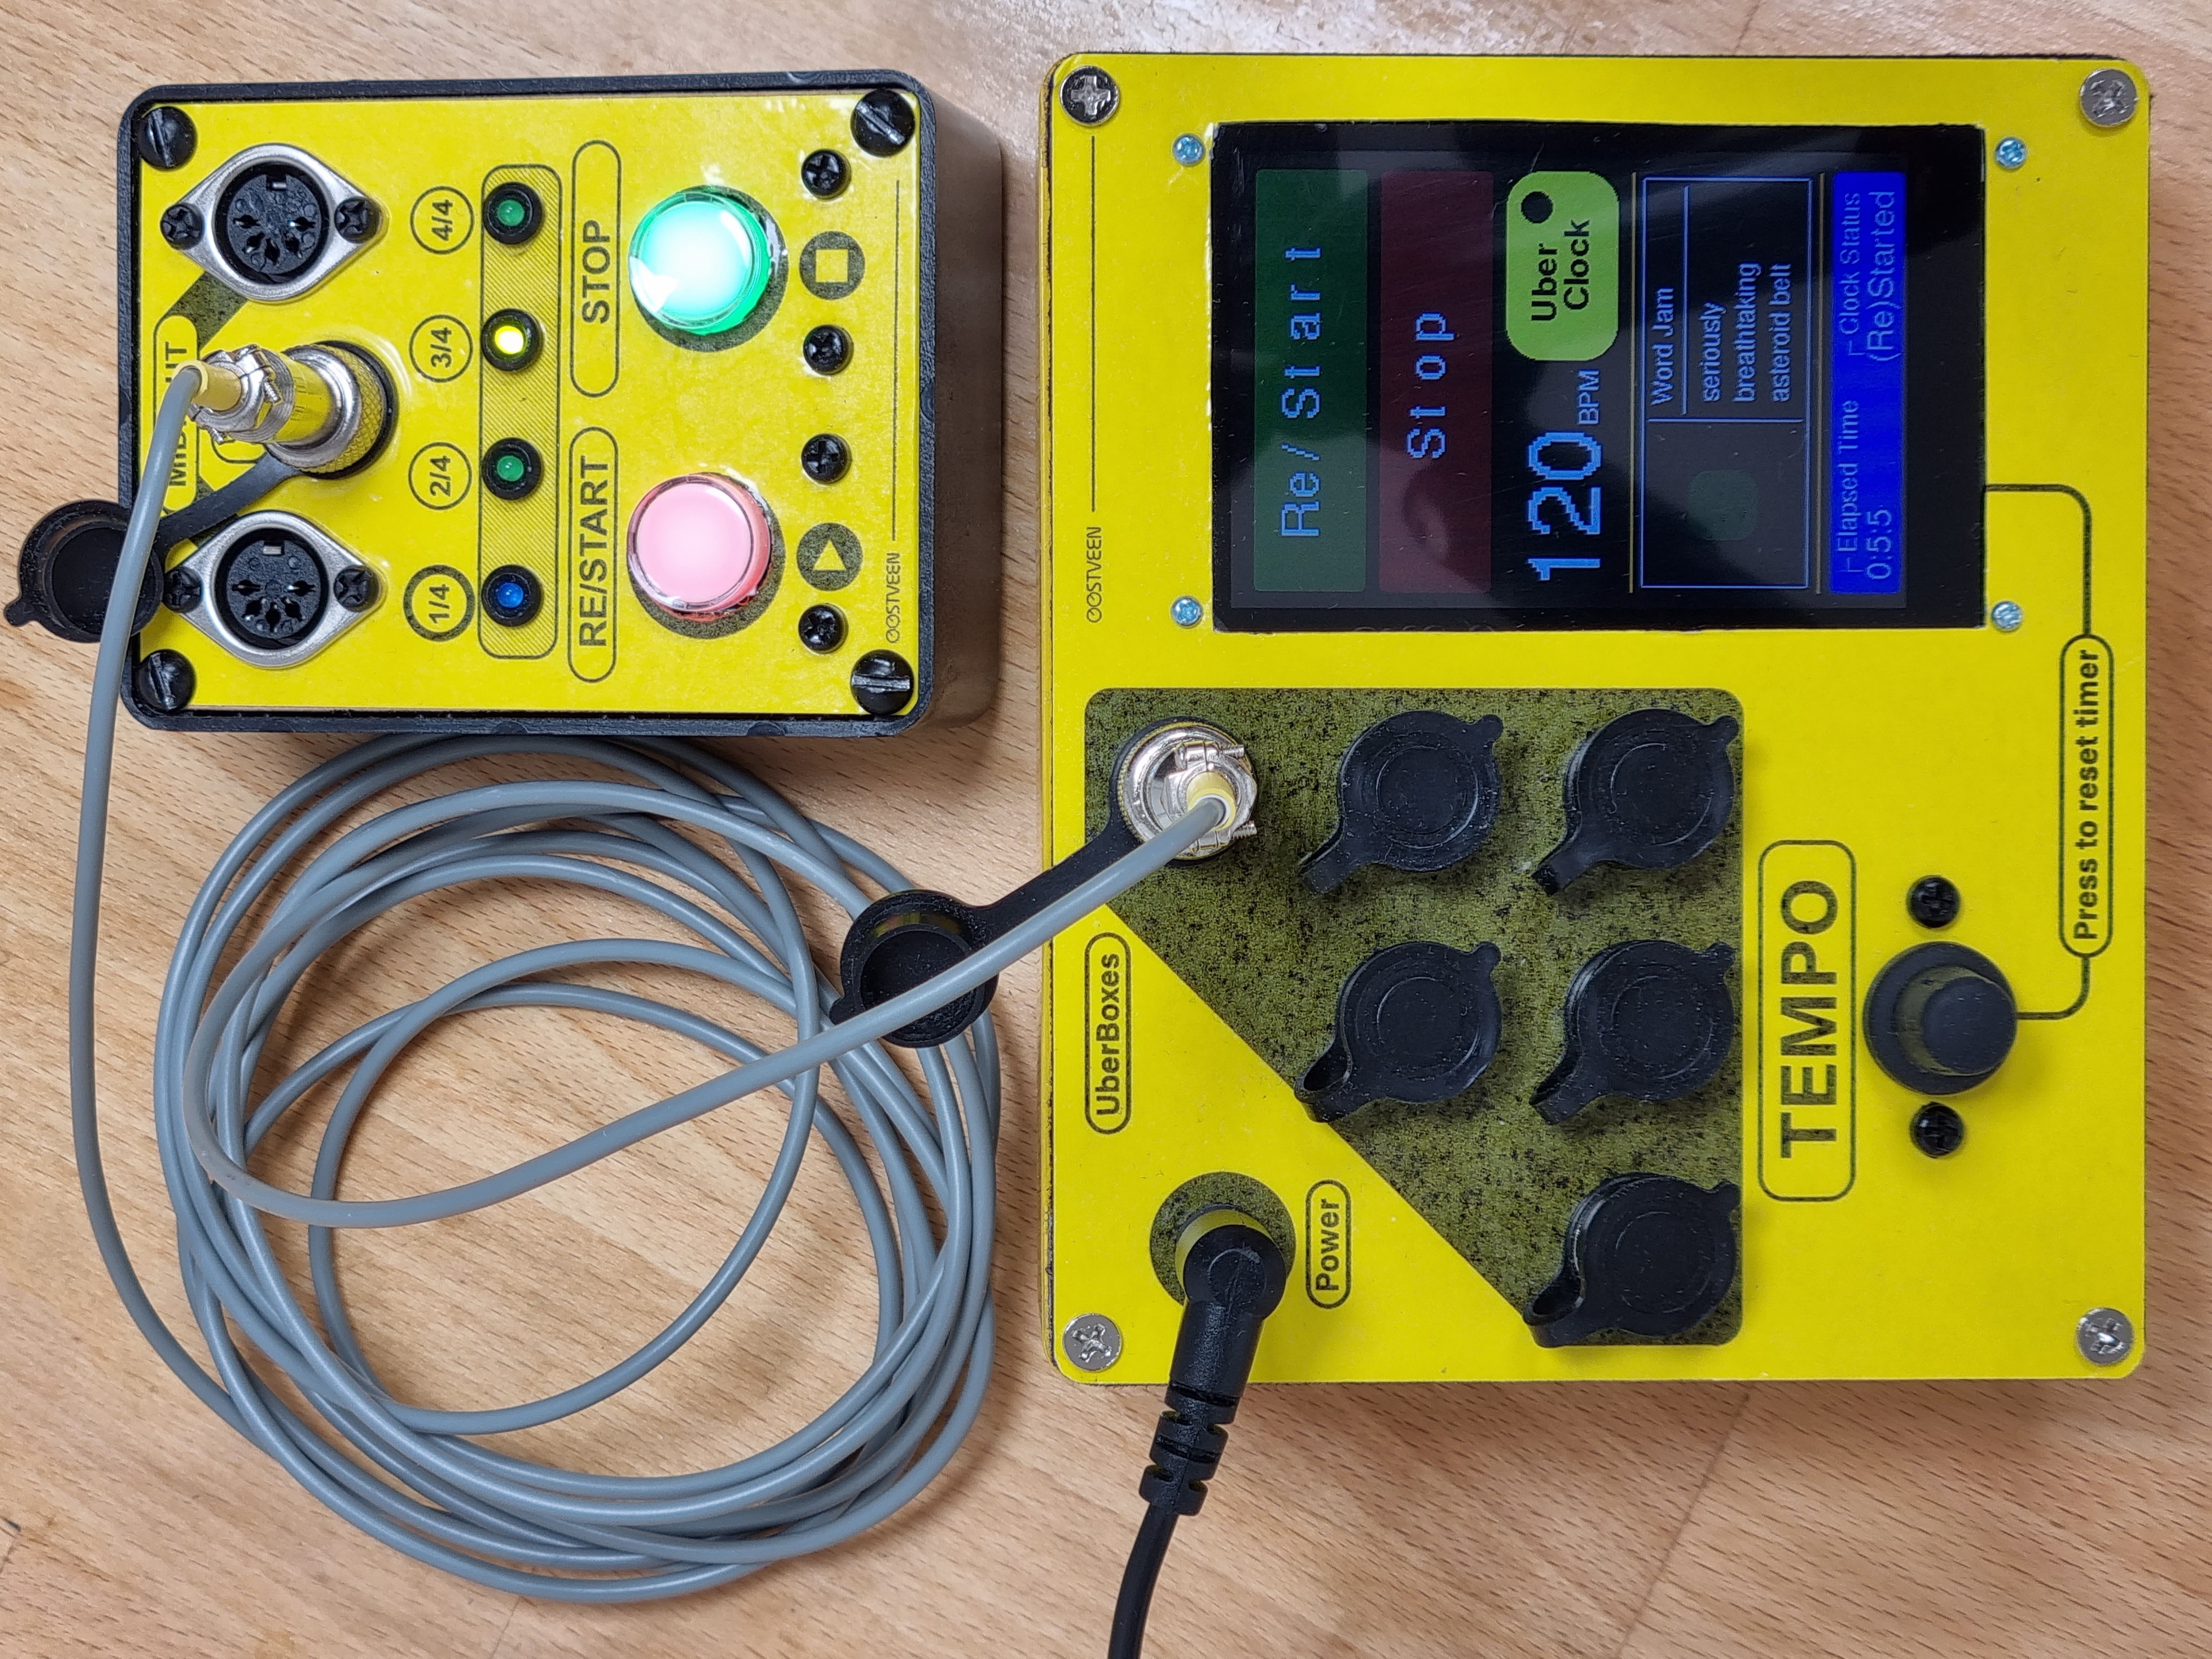 MIDI OUT
1/4 2/4 3/4 4/4
RE/START STOP
OOSTVEEN
UberBoxes
OOSTVEEN
Power
Re/Start
Stop
120 BPM
Uber
Clock
Word Jam
seriously
breathtaking
asteroid belt
Elapsed Time Clock Status
0:5:5 (Re)Started
TEMPO
Press to reset timer